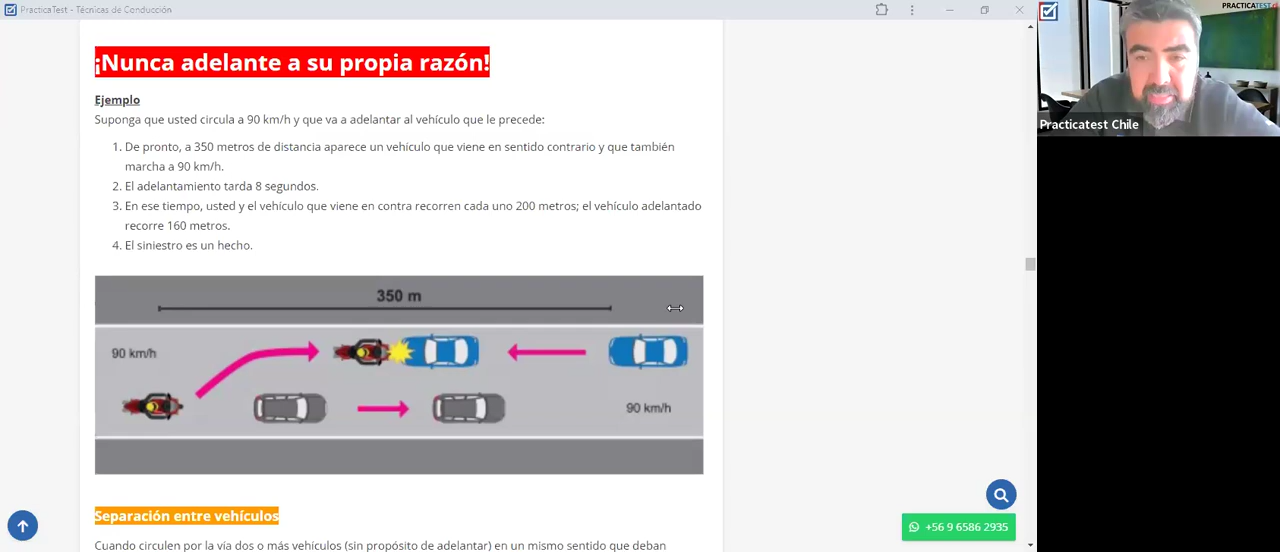 PracticaTest - Técnicas de Conducción
PRACTICATEST
¡Nunca adelante a su propia razón!
Practicatest Chile
Ejemplo
Suponga que usted circula a 90 km/h y que va a adelantar al vehículo que le precede:
1. De pronto, a 350 metros de distancia aparece un vehículo que viene en sentido contrario y que también
marcha a 90 km/h.
2. El adelantamiento tarda 8 segundos.
3. En ese tiempo, usted y el vehículo que viene en contra recorren cada uno 200 metros; el vehículo adelantado
recorre 160 metros.
4. El siniestro es un hecho.
350 m
90 km/h
90 km/h
Separación entre vehículos
+56 9 6586 2935
Cuando circulen por la vía dos o más vehículos (sin propósito de adelantar) en un mismo sentido que deban